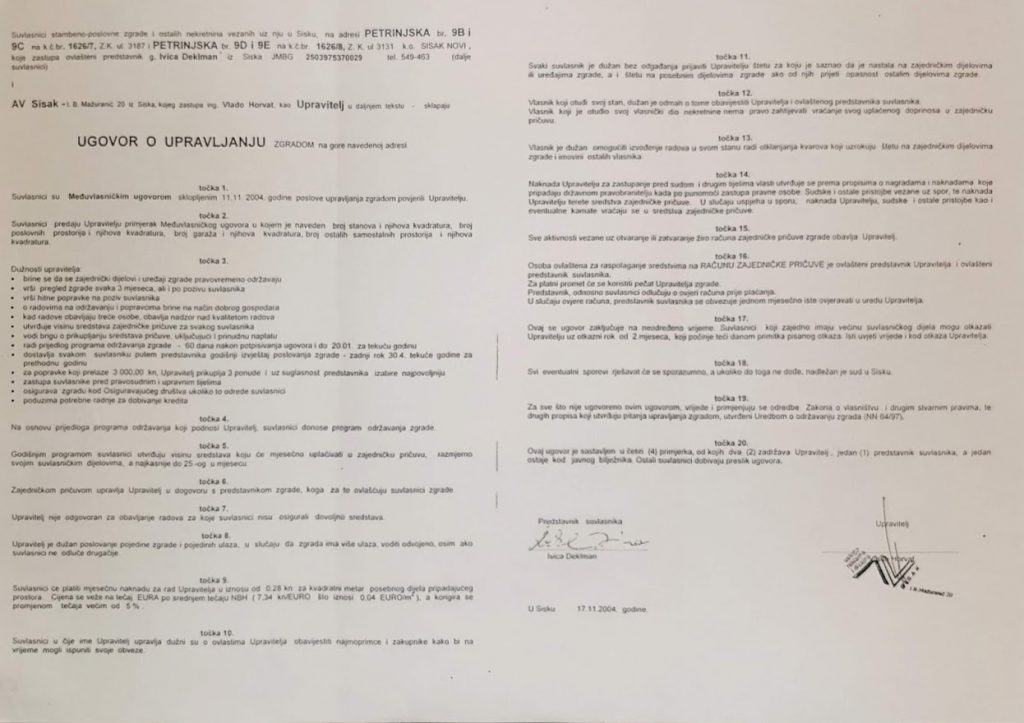 Suvlasnici stambeno-poslovne zgrade i ostalih nekretnina vezanih uz nju u Sisku, na adresi PETRINJSKA br. 9B i
9C na k.č.br. 1626/7, Z.K. ul. 3187 i PETRINJSKA br. 9D i 9E na k.č.br. 1626/8, Z. K. ul 3131 k.o. SISAK NOVI ,
koje zastupa ovlašteni predstavnik g. Ivica Deklman iz Siska JMBG 2503975370029 tel. 549-463 (dalje
suvlasnici)
i
AV Sisak I. B. Mažuranić 20 iz Siska, kojeg zastupa ing. Vlado Horvat, kao Upravitelj u daljnjem tekstu - sklapaju
UGOVOR O UPRAVLJANJU ZGRADOM na gore navedenoj adresi
točka 1.
Suvlasnici su Međuvlasničkim ugovorom sklopljenim 11.11 2004. godine poslove upravljanja zgradom povjerili Upravitelju.
točka 2.
Suvlasnici predaju Upravitelju primjerak Međuvlasničkog ugovora u kojem je naveden broj stanova i njihova kvadratura, broj
poslovnih prostorija i njihova kvadratura, broj garaža i njihova kvadratura, broj ostalih samostalnih prostorija i njihova
kvadratura.
točka 3.
Dužnosti upravitelja:
• brine se da se zajednički dijelovi i uređaji zgrade pravovremeno održavaju
• vrši pregled zgrade svaka 3 mjeseca, ali i po pozivu suvlasnika
• vrši hitne popravke na poziv suvlasnika
• o radovima na održavanju i popravcima brine na način dobrog gospodara
• kad radove obavljaju treće osobe, obavlja nadzor nad kvalitetom radova
• utvrđuje visinu sredstava zajedničke pričuve za svakog suvlasnika
• vodi brigu o prikupljanju sredstava pričuve, uključujući i prinudnu naplatu
• radi prijedlog programa održavanja zgrade - 60 dana nakon potpisivanja ugovora i do 20.01. za tekuću godinu
• dostavlja svakom suvlasniku putem predstavnika godišnji izvještaj poslovanja zgrade - zadnji rok 30.4. tekuće godine za
prethodnu godinu
• za popravke koji prelaze 3 000,00 kn, Upravitelj prikuplja 3 ponude i uz suglasnost predstavnika izabire najpovoljniju
• zastupa suvlasnike pred pravosudnim i upravnim tijelima
• osigurava zgradu kod Osiguravajućeg društva ukoliko to odrede suvlasnici
• poduzima potrebne radnje za dobivanje kredita
točka 4.
Na osnovu prijedloga programa održavanja koji podnosi Upravitelj, suvlasnici donose program održavanja zgrade.
točka 5.
Godišnjim programom suvlasnici utvrđuju visinu sredstava koju će mjesečno uplaćivati u zajedničku pričuvu, razmjerno
svojim suvlasničkim dijelovima, a najkasnije do 25-og u mjesecu
točka 6.
Zajedničkom pričuvom upravlja Upravitelj u dogovoru s predstavnikom zgrade, koga za to ovlašćuju suvlasnici zgrade
točka 7.
Upravitelj nije odgovoran za obavljanje radova za koje suvlasnici nisu osigurali dovoljno sredstava.
točka 8.
Upravitelj je dužan poslovanje pojedine zgrade i pojedinih ulaza, u slučaju da zgrada ima više ulaza, voditi odvojeno, osim ako
suvlasnici ne odluče drugačije.
točka 9.
Suvlasnici će platiti mjesečnu naknadu za rad Upravitelja u iznosu od 0.28 kn za kvadratni metar posebnog dijela pripadajućeg
prostora. Cijena se veže na tečaj EURA po srednjem tečaju NBH ( 7,34 kn/EURO što iznosi 0,04 EURO/m² ), a korigira se
promjenom tečaja većim od 5 %.
točka 10.
Suvlasnici u čije ime Upravitelj upravlja dužni su o ovlastima Upravitelja obavijestiti najmoprimce i zakupnike kako bi na
vrijeme mogli ispuniti svoje obveze.
točka 11.
Svaki suvlasnik je dužan bez odgađanja prijaviti Upravitelju štetu za koju je saznao da je nastala na zajedničkim dijelovima
ili uređajima zgrade, a i štetu na posebnim dijelovima zgrade ako od njih prijeti opasnost ostalim dijelovima zgrade.
točka 12.
Vlasnik koji otuđi svoj stan, dužan je odmah o tome obavijestiti Upravitelja i ovlaštenog predstavnika suvlasnika.
Vlasnik koji je otuđio svoj vlasnički dio nekretnine nema pravo zahtijevati vraćanje svog uplaćenog doprinosa u zajedničku
pričuvu.
točka 13.
Vlasnik je dužan omogućiti izvođenje radova u svom stanu radi otklanjanja kvarova koji uzrokuju štetu na zajedničkim dijelovima
zgrade i imovini ostalih vlasnika.
točka 14.
Naknada Upravitelju za zastupanje pred sudom i drugim tijelima vlasti utvrđuje se prema propisima o nagradama i naknadama koje
pripadaju državnom pravobranitelju kada po punomoći zastupa pravne osobe. Sudske i ostale pristojbe vezane uz spor, te naknada
Upravitelju terete sredstva zajedničke pričuve. U slučaju uspjeha u sporu, naknada Upravitelju, sudske i ostale pristojbe kao i
eventualne kamate vraćaju se u sredstva zajedničke pričuve.
točka 15.
Sve aktivnosti vezane uz otvaranje ili zatvaranje žiro računa zajedničke pričuve zgrade obavlja Upravitelj.
točka 16.
Osoba ovlaštena za raspolaganje sredstvima na RAČUNU ZAJEDNIČKE PRIČUVE je ovlašteni predstavnik Upravitelja i ovlašteni
predstavnik suvlasnika.
Za platni promet će se koristiti pečat Upravitelja zgrade.
Predstavnik, odnosno suvlasnici odlučuju o ovjeri računa prije plaćanja.
U slučaju ovjere računa, predstavnik suvlasnika se obvezuje jednom mjesečno iste ovjeravati u uredu Upravitelja.
točka 17.
Ovaj se ugovor zaključuje na neodređeno vrijeme. Suvlasnici koji zajedno imaju većinu suvlasničkog dijela mogu otkazati
Upravitelju uz otkazni rok od 2 mjeseca, koji počinje teći danom primitka pisanog otkaza. Isti uvjeti vrijede i kod otkaza Upravitelja.
točka 18.
Svi eventualni sporovi rješavat će se sporazumno, a ukoliko do toga ne dođe, nadležan je sud u Sisku.
točka 19.
Za sve što nije ugovoreno ovim ugovorom, vrijede i primjenjuju se odredbe Zakona o vlasništvu i drugim stvarnim pravima, te
drugih propisa koji utvrđuju pitanja upravljanja zgradom, utvrđeni Uredbom o održavanju zgrada (NN 64/97).
točka 20.
Ovaj ugovor je sastavljen u četiri (4) primjerka, od kojih dva (2) zadržava Upravitelj , jedan (1) predstavnik suvlasnika, a jedan
ostaje kod javnog bilježnika. Ostali suvlasnici dobivaju preslik ugovora.
Predstavnik suvlasnika
Ivica Deklman
Upravitelj
Horvat
I. B. Mažuranić 20
U Sisku 17.11.2004. godine.